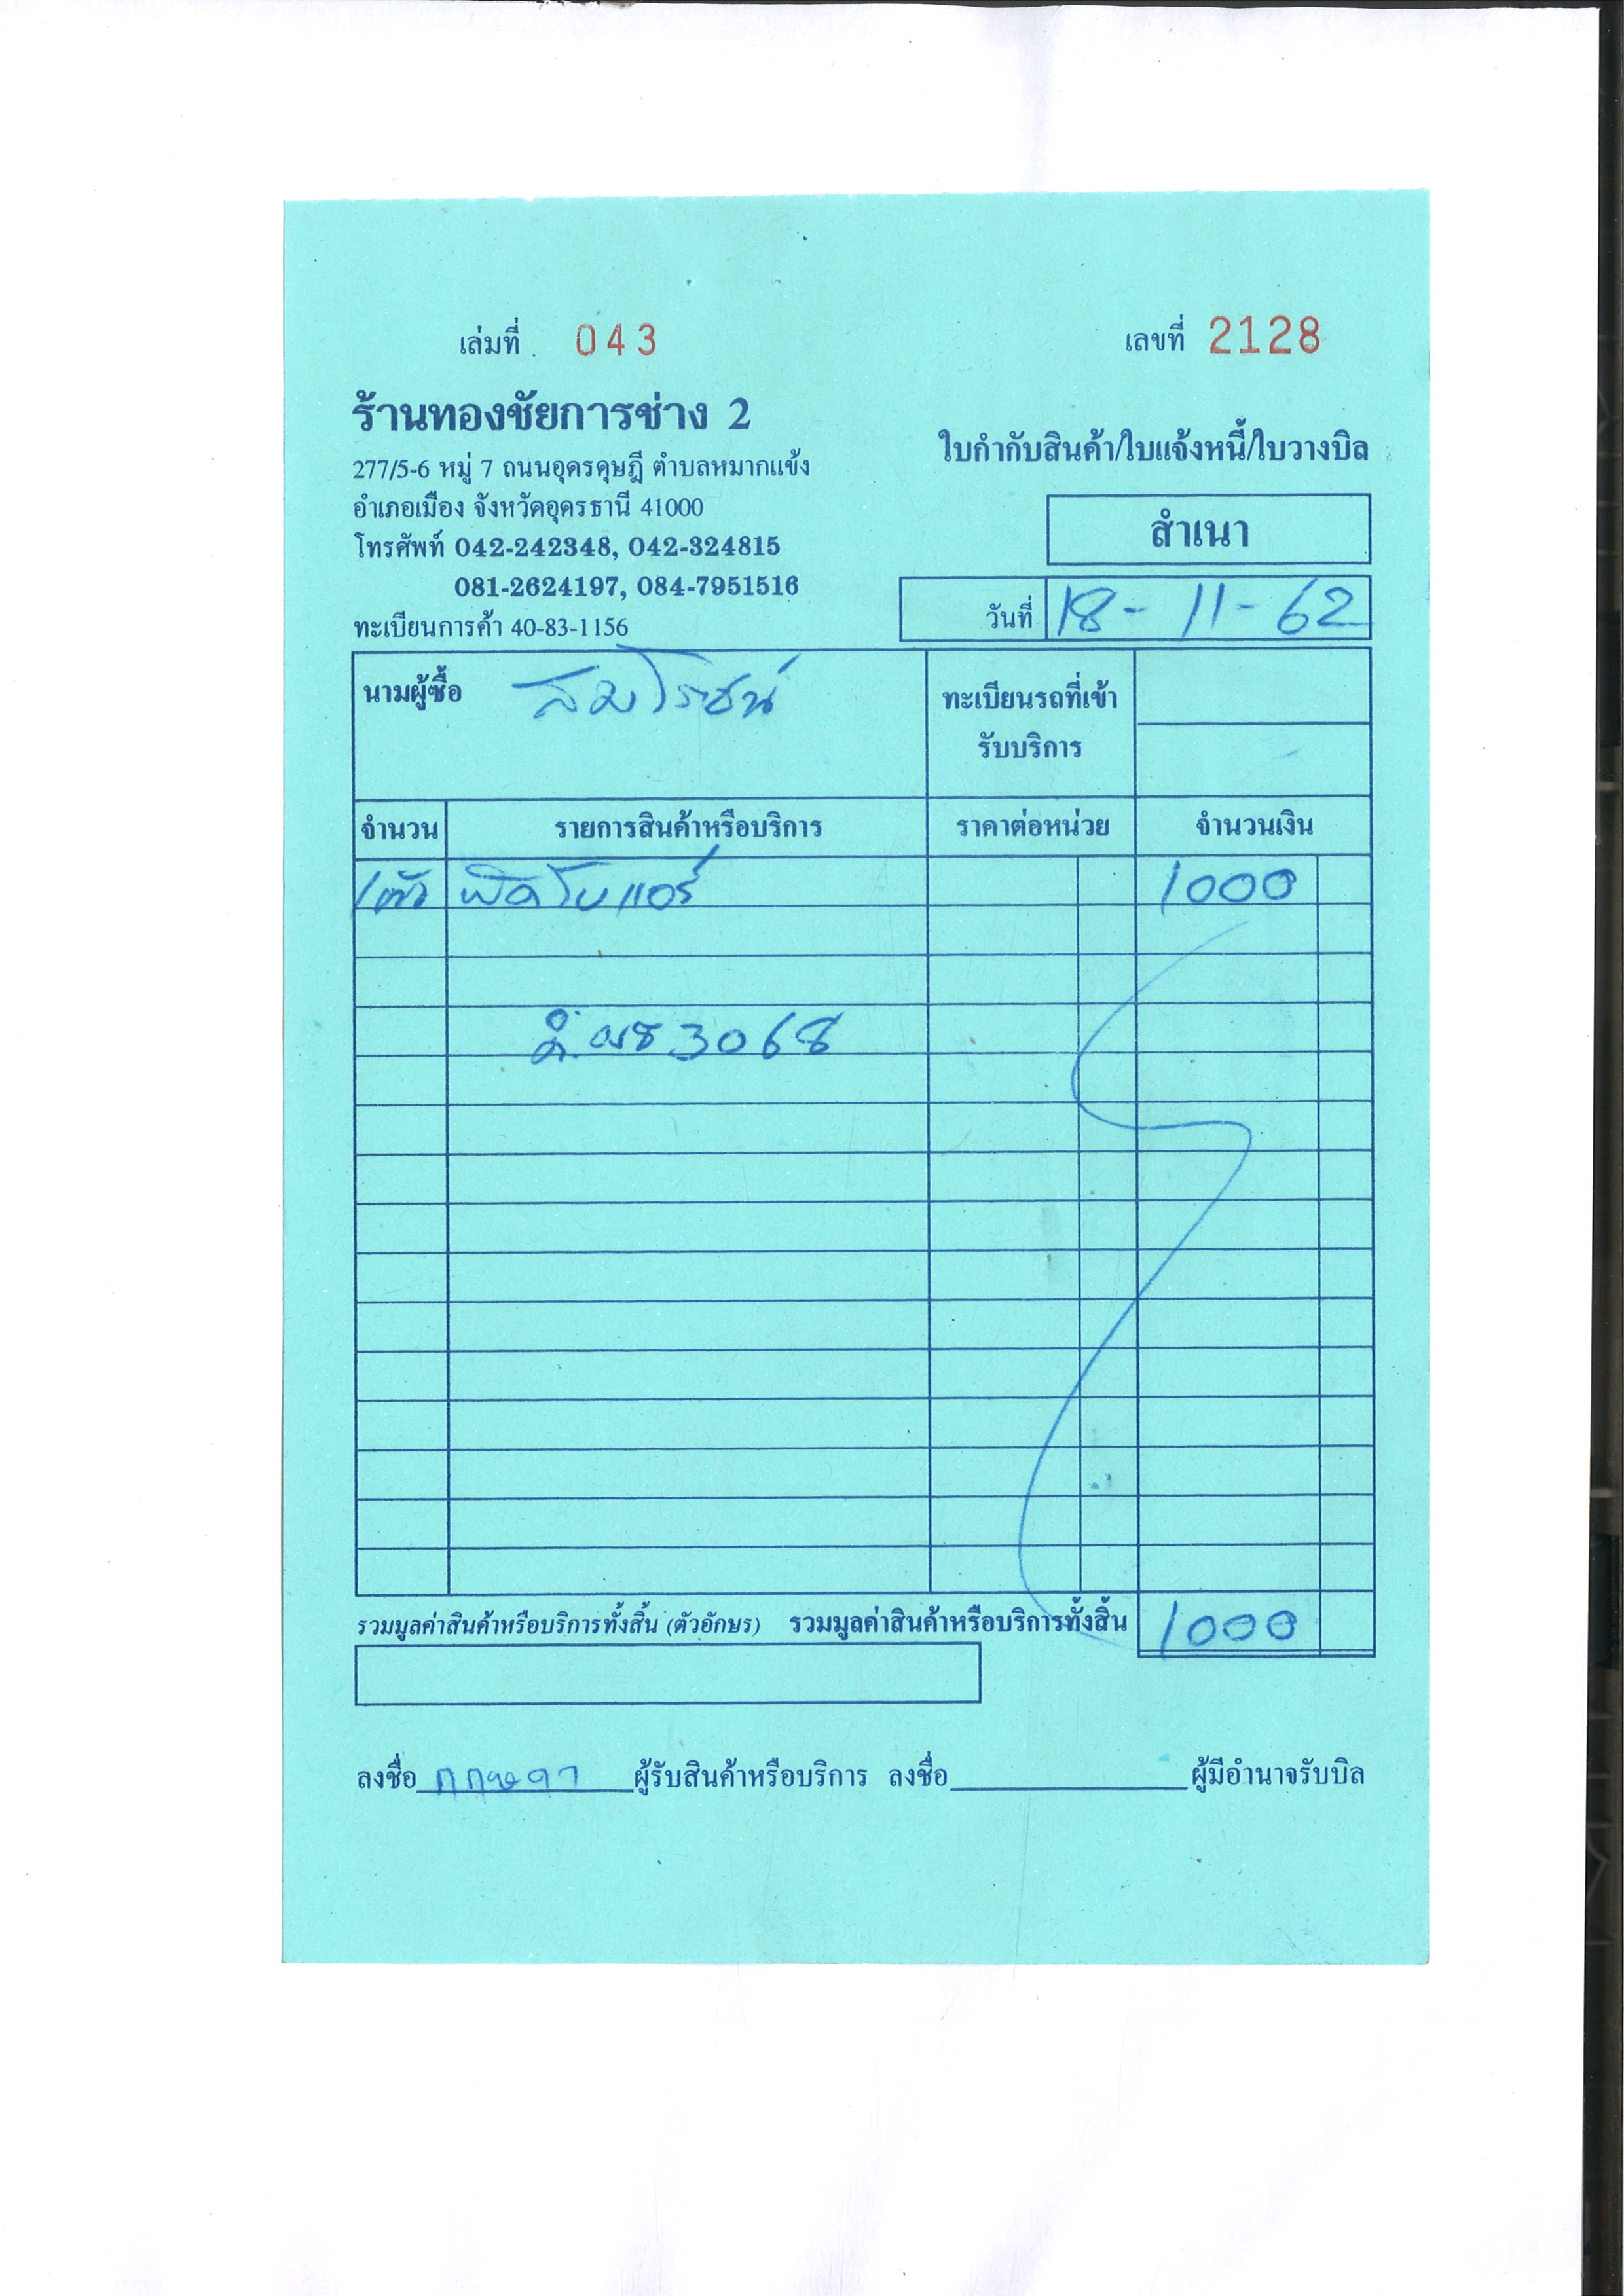 เล่มที่ 043 เลขที่ 2128
ร้านทองชัยการช่าง 2
ใบกำกับสินค้า/ใบแจ้งหนี้/ใบวางบิล
277/5-6 หมู่ 7 ถนนอุดรดุษฎี ตำบลหมากแข้ง
อำเภอเมือง จังหวัดอุดรธานี 41000
สำเนา
โทรศัพท์ 042-242348, 042-324815
081-2624197, 084-7951516
วันที่ 18-11-62
ทะเบียนการค้า 40-83-1156
นามผู้ซื้อ สมโรชน์ ทะเบียนรถที่เข้า
รับบริการ
จำนวน รายการสินค้าหรือบริการ ราคาต่อหน่วย จำนวนเงิน
1ตัว โบแอร์ 1000
3068
รวมมูลค่าสินค้าหรือบริการทั้งสิ้น (ตัวอักษร) รวมมูลค่าสินค้าหรือบริการทั้งสิ้น 1000
ลงชื่อ ผู้รับสินค้าหรือบริการ ลงชื่อ ผู้มีอำนาจรับบิล